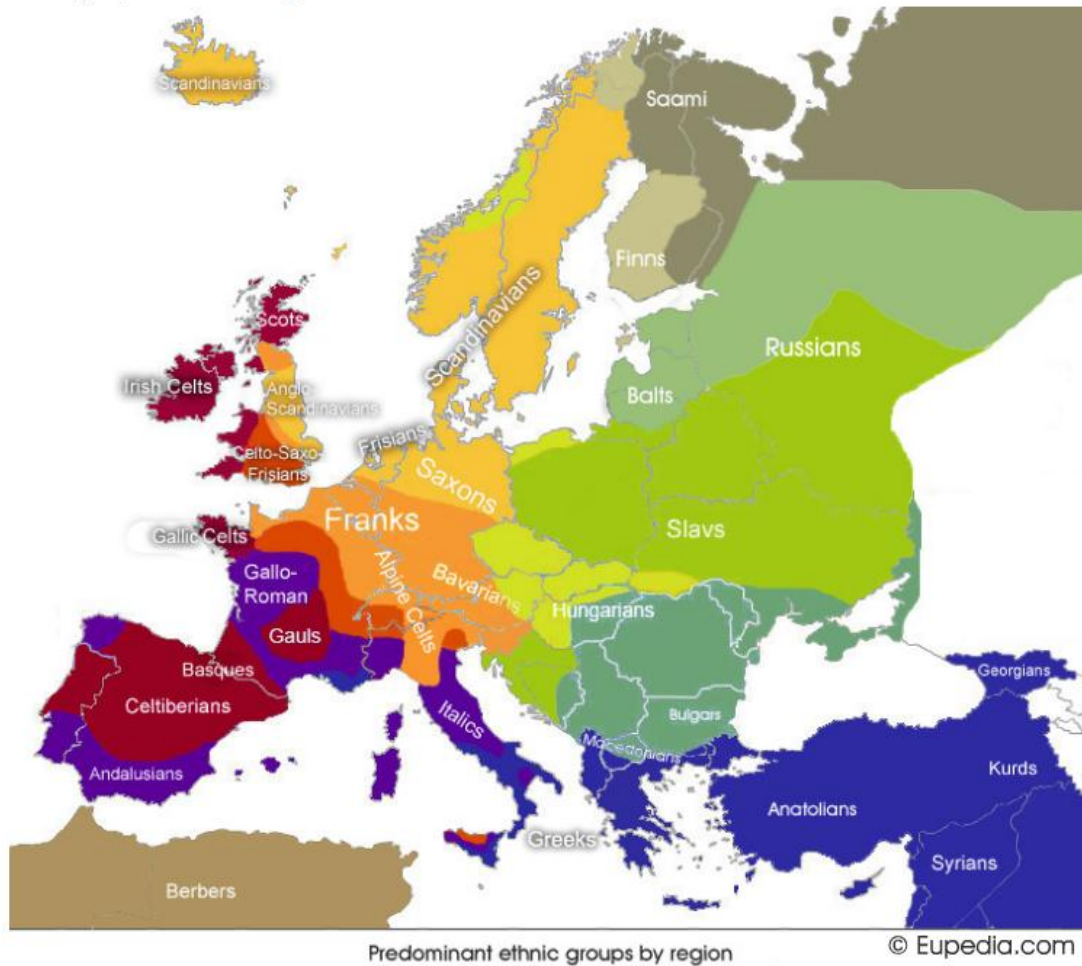 Scandinavians
Saami
Finns
Scandinavians
Scots
Russians
Irish Celts
Anglo-
Scandinavians
Balts
Frisians
Celto-Saxo-
Frisians
Saxons
Franks
Slavs
Gallic Celts
Alpine Celts
Bavarians
Gallo-
Roman
Hungarians
Gauls
Basques
Georgians
Celtiberians
Italics
Bulgars
Macedonians
Andalusians
Kurds
Anatolians
Greeks
Syrians
Berbers
Predominant ethnic groups by region
© Eupedia.com